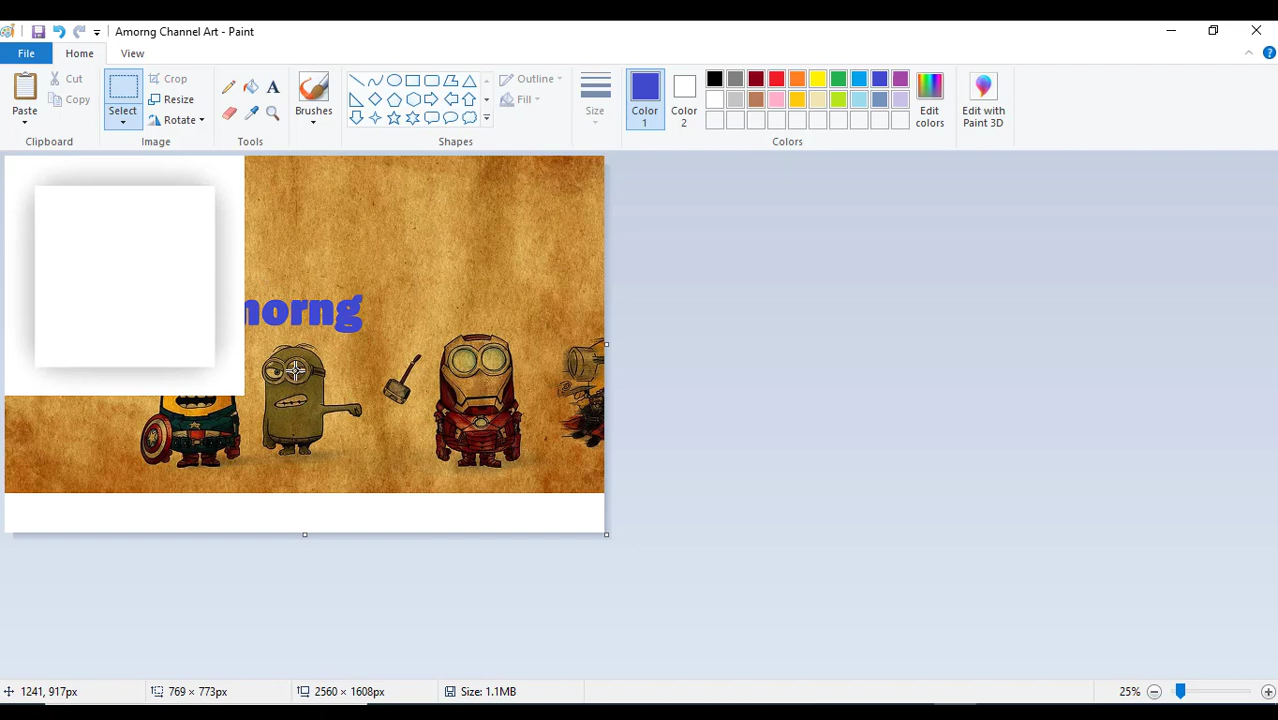 Amorng Channel Art - Paint
File Home View
Paste Cut Copy Clipboard
Select Crop Resize Rotate Image
Tools
Brushes
Outline Fill Shapes
Size
Color 1 Color 2 Edit colors Colors
Edit with Paint 3D
morng
1241, 917px 769 × 773px 2560 × 1608px Size: 1.1MB 25%